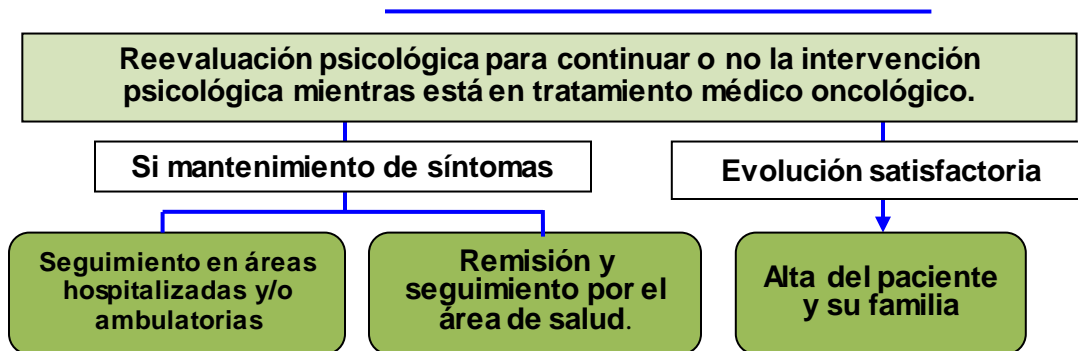 Reevaluación psicológica para continuar o no la intervención
psicológica mientras está en tratamiento médico oncológico.
Si mantenimiento de síntomas
Evolución satisfactoria
Seguimiento en áreas
hospitalizadas y/o
ambulatorias
Remisión y
seguimiento por el
área de salud.
Alta del paciente
y su familia